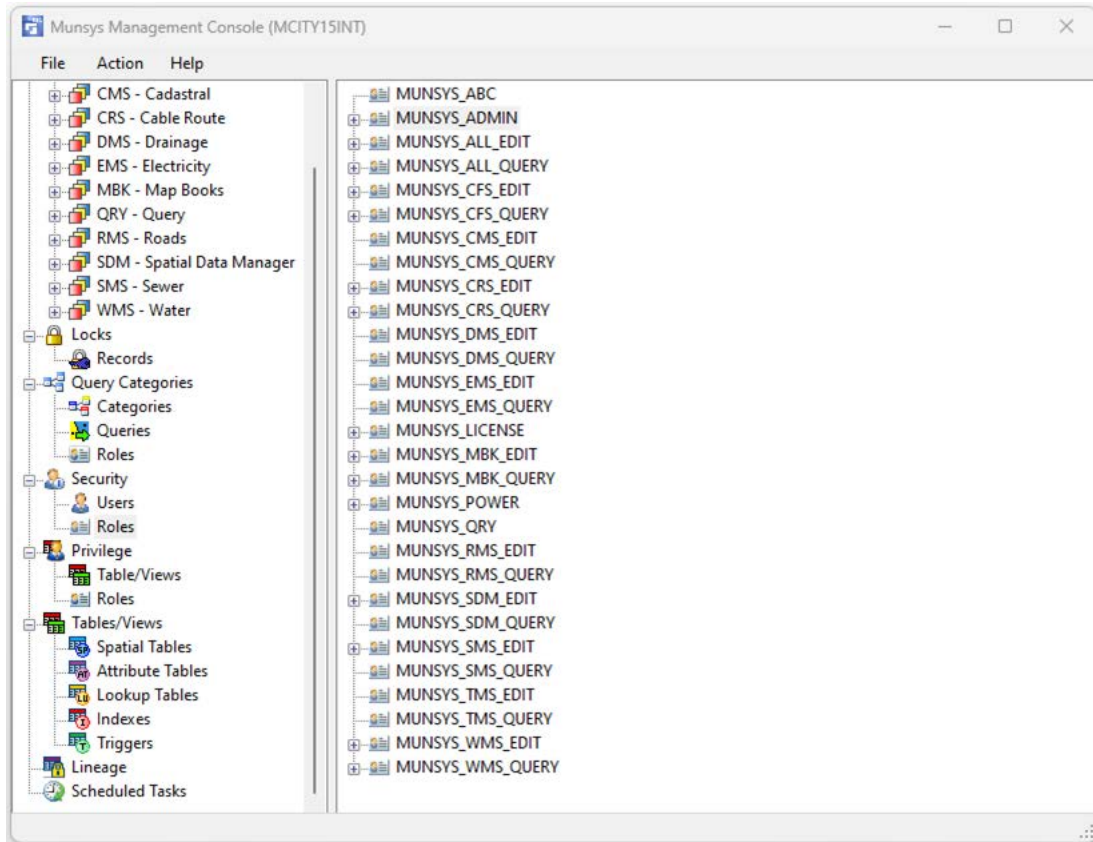 Munsys Management Console (MCITY15INT)
File Action Help
CMS - Cadastral
CRS - Cable Route
DMS - Drainage
EMS - Electricity
MBK - Map Books
QRY - Query
RMS - Roads
SDM - Spatial Data Manager
SMS - Sewer
WMS - Water
Locks
Records
Query Categories
Categories
Queries
Roles
Security
Users
Roles
Privilege
Table/Views
Roles
Tables/Views
Spatial Tables
Attribute Tables
Lookup Tables
Indexes
Triggers
Lineage
Scheduled Tasks
MUNSYS_ABC
MUNSYS_ADMIN
MUNSYS_ALL_EDIT
MUNSYS_ALL_QUERY
MUNSYS_CFS_EDIT
MUNSYS_CFS_QUERY
MUNSYS_CMS_EDIT
MUNSYS_CMS_QUERY
MUNSYS_CRS_EDIT
MUNSYS_CRS_QUERY
MUNSYS_DMS_EDIT
MUNSYS_DMS_QUERY
MUNSYS_EMS_EDIT
MUNSYS_EMS_QUERY
MUNSYS_LICENSE
MUNSYS_MBK_EDIT
MUNSYS_MBK_QUERY
MUNSYS_POWER
MUNSYS_QRY
MUNSYS_RMS_EDIT
MUNSYS_RMS_QUERY
MUNSYS_SDM_EDIT
MUNSYS_SDM_QUERY
MUNSYS_SMS_EDIT
MUNSYS_SMS_QUERY
MUNSYS_TMS_EDIT
MUNSYS_TMS_QUERY
MUNSYS_WMS_EDIT
MUNSYS_WMS_QUERY